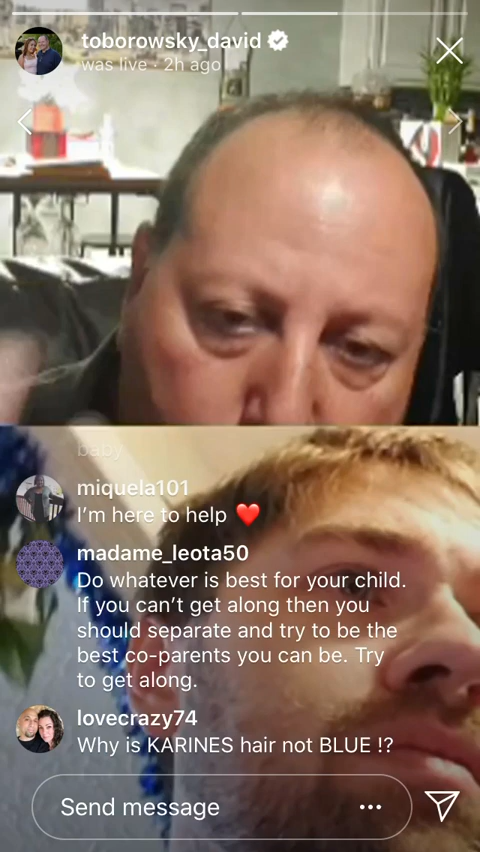 toborowsky_david
was live · 2h ago
baby
miquela101
I'm here to help ❤️
madame_leota50
Do whatever is best for your child.
If you can't get along then you
should separate and try to be the
best co-parents you can be. Try
to get along.
lovecrazy74
Why is KARINES hair not BLUE !?
Send message